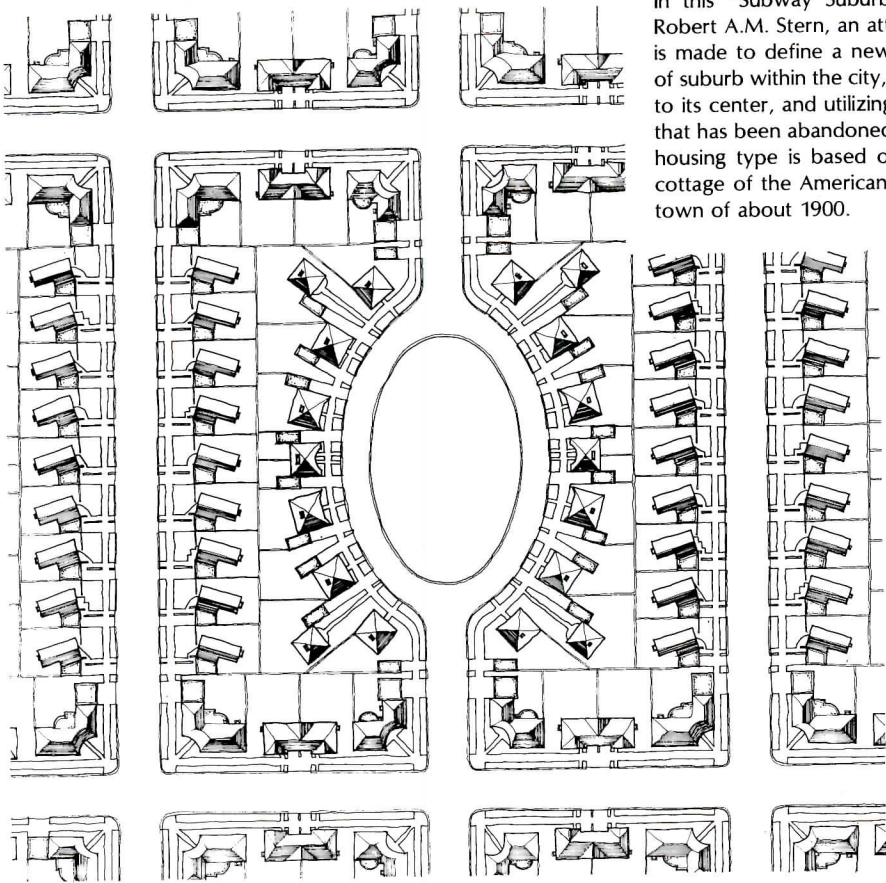 In this "Subway Suburb
Robert A.M. Stern, an
is made to define a new
of suburb within the city,
to its center, and utilizing
that has been abandoned
housing type is based
cottage of the American
town of about 1900.